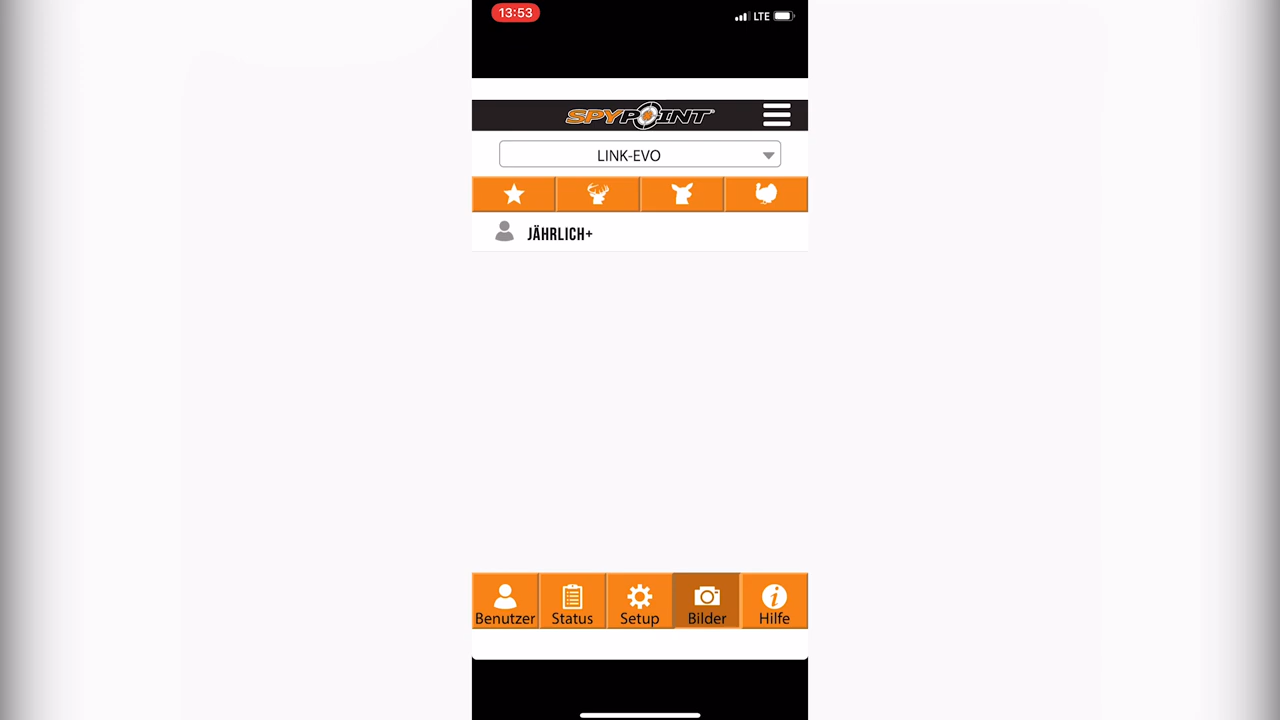 13:53
LTE
SPYPOINT
LINK-EVO
JÄHRLICH+
Benutzer Status Setup Bilder Hilfe